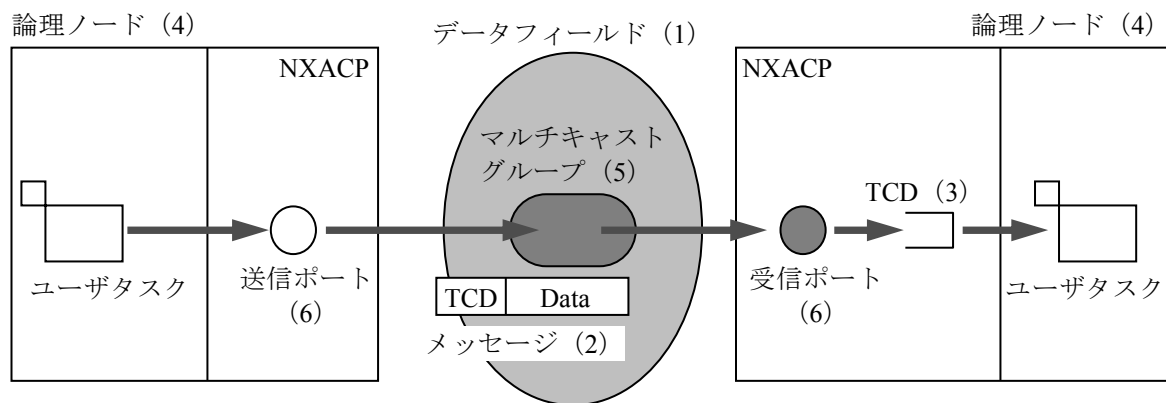 論理ノード（4）
データフィールド（1）
論理ノード（4）
NXACP
NXACP
マルチキャスト
グループ（5）
TCD（3）
ユーザタスク
送信ポート
（6）
TCD Data
メッセージ（2）
受信ポート
（6）
ユーザタスク